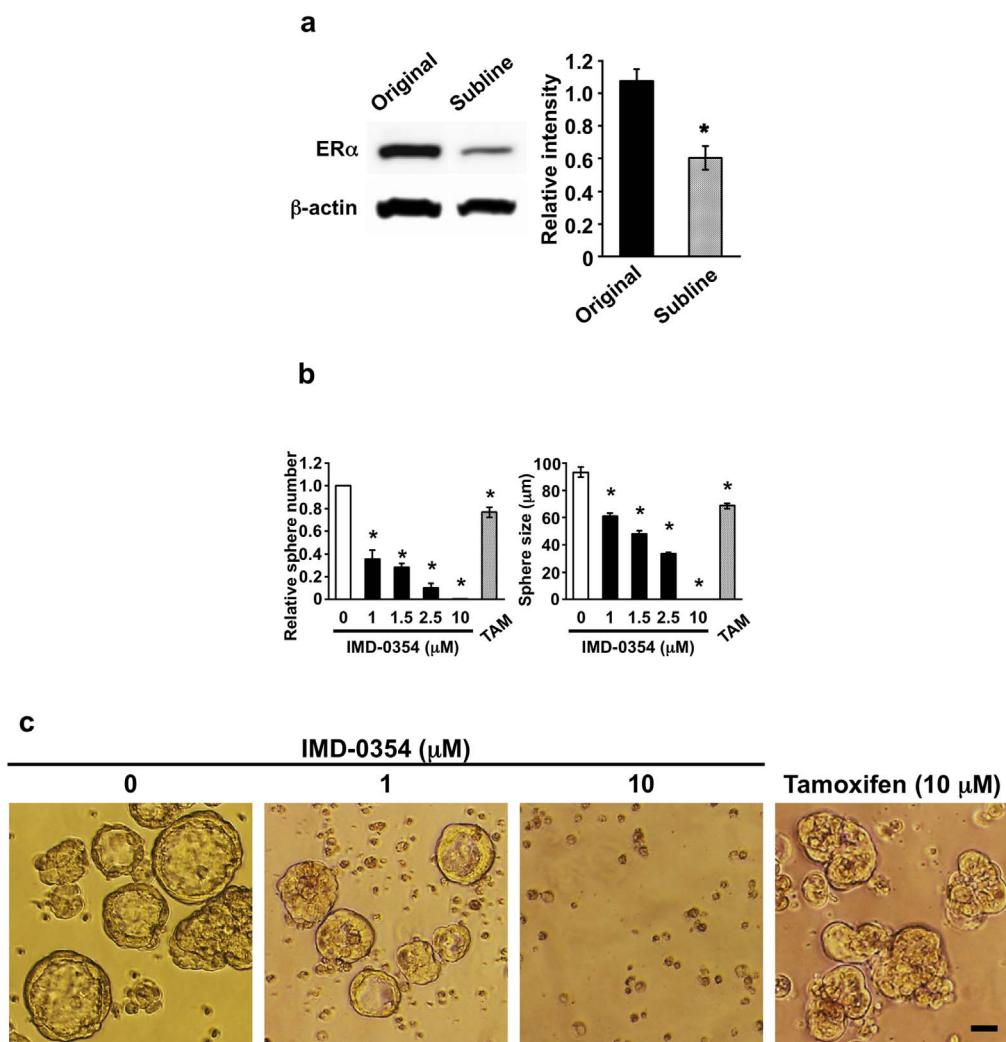 a
Original
Subline
ERα
β-actin
Relative intensity
1.2
1.0
0.8
0.6
0.4
0.2
0
*
Original
Subline
b
Relative sphere number
1.2
1.0
0.8
0.6
0.4
0.2
0
* * * * *
0 1 1.5 2.5 10 TAM
IMD-0354 (μM)
Sphere size (μm)
100
80
60
40
20
0
* * * * *
0 1 1.5 2.5 10 TAM
IMD-0354 (μM)
c
IMD-0354 (μM)
0 1 10 Tamoxifen (10 μM)